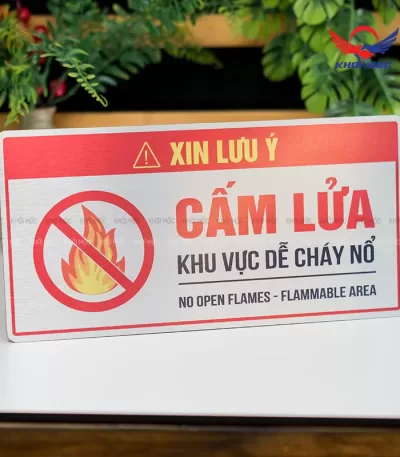 XIN LƯU Ý
CẤM LỬA
KHU VỰC DỄ CHÁY NỔ
NO OPEN FLAMES - FLAMMABLE AREA